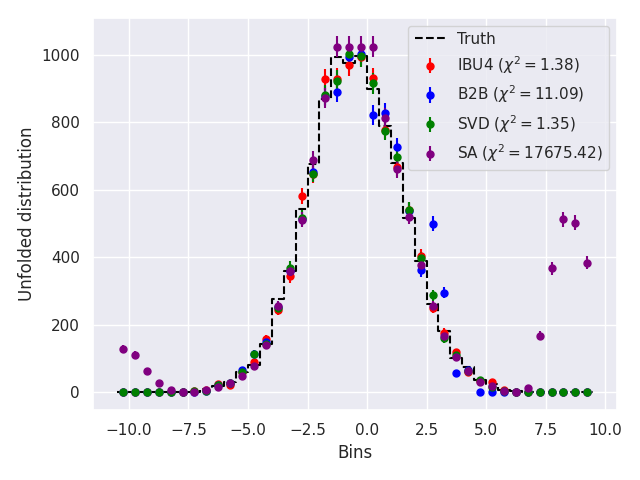 Unfolded distribution
1000
800
600
400
200
0
Truth
IBU4 (χ² = 1.38)
B2B (χ² = 11.09)
SVD (χ² = 1.35)
SA (χ² = 17675.42)
−10.0 −7.5 −5.0 −2.5 0.0 2.5 5.0 7.5 10.0
Bins